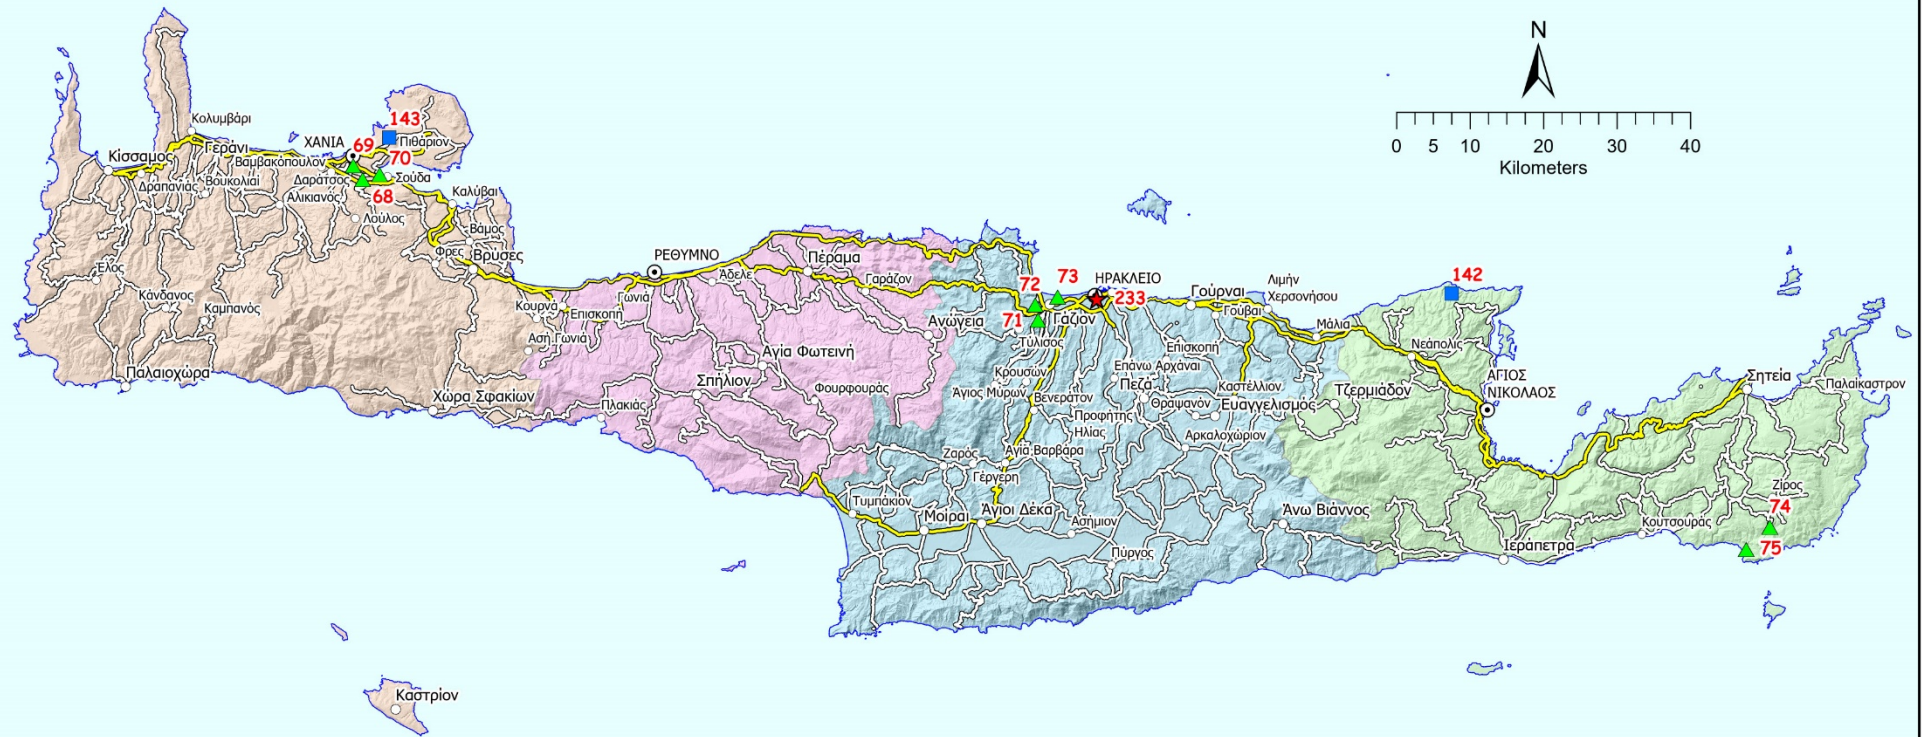 N
0 5 10 20 30 40
Kilometers
Κολυμβάρι
143
ΧΑΝΙΑ
69
Πιθάριον
Κίσσαμος
Γεράνι
Βαμβακόπουλον
70
Δραπανιάς
Βουκολιαί
Δαράτσος
Σούδα
68
Αλικιανός
Καλύβαι
Λούλος
Βάμος
Φρες
Βρύσες
Έλος
Κάνδανος
Καμπανός
Παλαιοχώρα
Χώρα Σφακίων
Κουρνά
Ασή Γωνιά
Επισκοπή
Γωνιά
ΡΕΘΥΜΝΟ
Άδελε
Πέραμα
Γαράζον
Ανώγεια
Αγία Φωτεινή
Σπήλιον
Φουρφουράς
Πλακιάς
72
73
ΗΡΑΚΛΕΙΟ
233
71
Γάζιον
Τύλισος
Γούρναι
Γούβαι
Λιμήν
Χερσονήσου
Μάλια
142
Κρουσών
Επάνω Αρχάναι
Επισκοπή
Πεζά
Καστέλλιον
Άγιος Μύρων
Βενεράτον
Θραψανόν
Ευαγγελισμός
Προφήτης
Ηλίας
Αρκαλοχώριον
Ζαρός
Αγία Βαρβάρα
Γέργερη
Τυμπάκιον
Μοίραι
Άγιοι Δέκα
Ασήμιον
Πύργος
Άνω Βιάννος
Νεάπολις
Τζερμιάδον
ΑΓΙΟΣ
ΝΙΚΟΛΑΟΣ
Σητεία
Παλαίκαστρον
Ζίρος
74
Κουτσουράς
75
Ιεράπετρα
Καστρίον